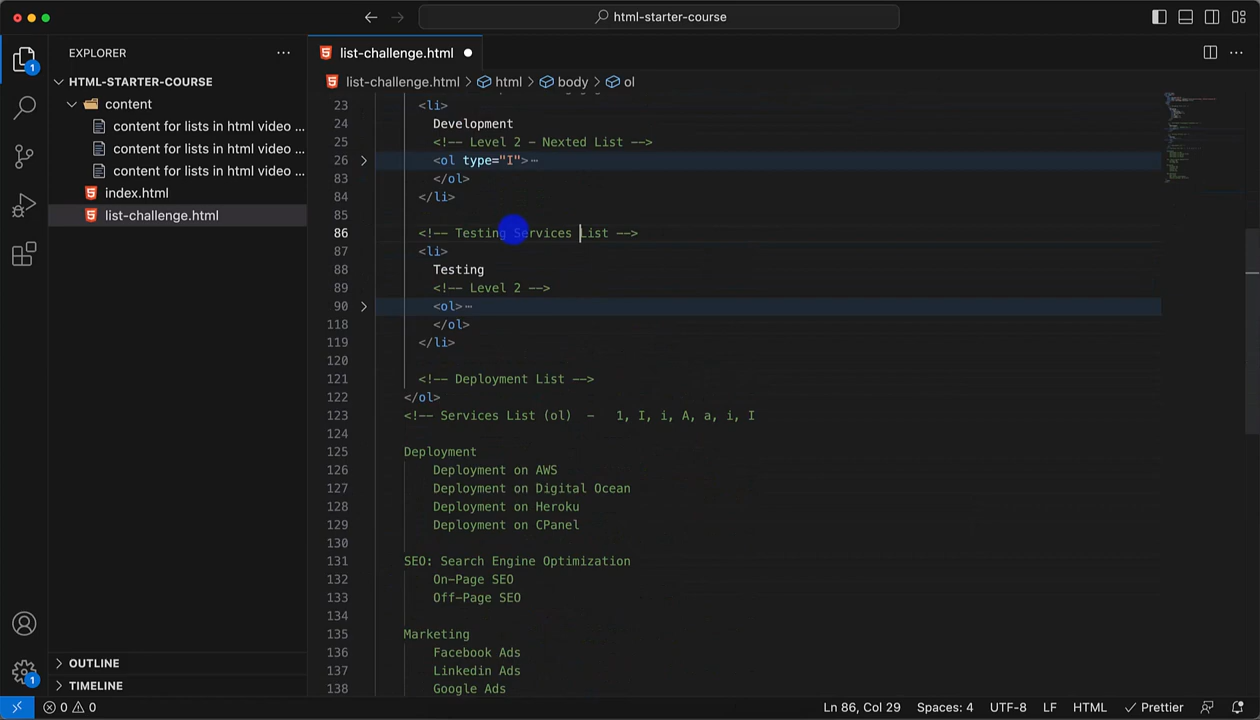 html-starter-course
EXPLORER
list-challenge.html
HTML-STARTER-COURSE
list-challenge.html > html > body > ol
content
content for lists in html video ...
content for lists in html video ...
content for lists in html video ...
index.html
list-challenge.html
23 <li>
24 Development
25 <!-- Level 2 - Nexted List -->
26 <ol type="I">
83 </ol>
84 </li>
85
86 <!-- Testing Services List -->
87 <li>
88 Testing
89 <!-- Level 2 -->
90 <ol>
118 </ol>
119 </li>
120
121 <!-- Deployment List -->
122 </ol>
123 <!-- Services List (ol) - 1, I, i, A, a, i, I
124
125 Deployment
126 Deployment on AWS
127 Deployment on Digital Ocean
128 Deployment on Heroku
129 Deployment on CPanel
130
131 SEO: Search Engine Optimization
132 On-Page SEO
133 Off-Page SEO
134
135 Marketing
136 Facebook Ads
137 Linkedin Ads
138 Google Ads
1
1
OUTLINE
TIMELINE
0 0
Ln 86, Col 29 Spaces: 4 UTF-8 LF HTML Prettier